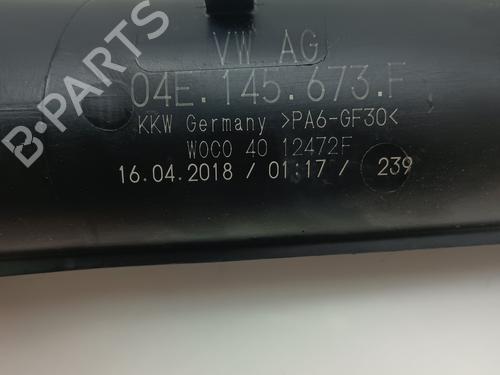 VW AG
04E.145.673.F
KKW Germany >PA6-GF30<
WOCO 40 12472F
16.04.2018 / 01:17 / 239
B-PARTS